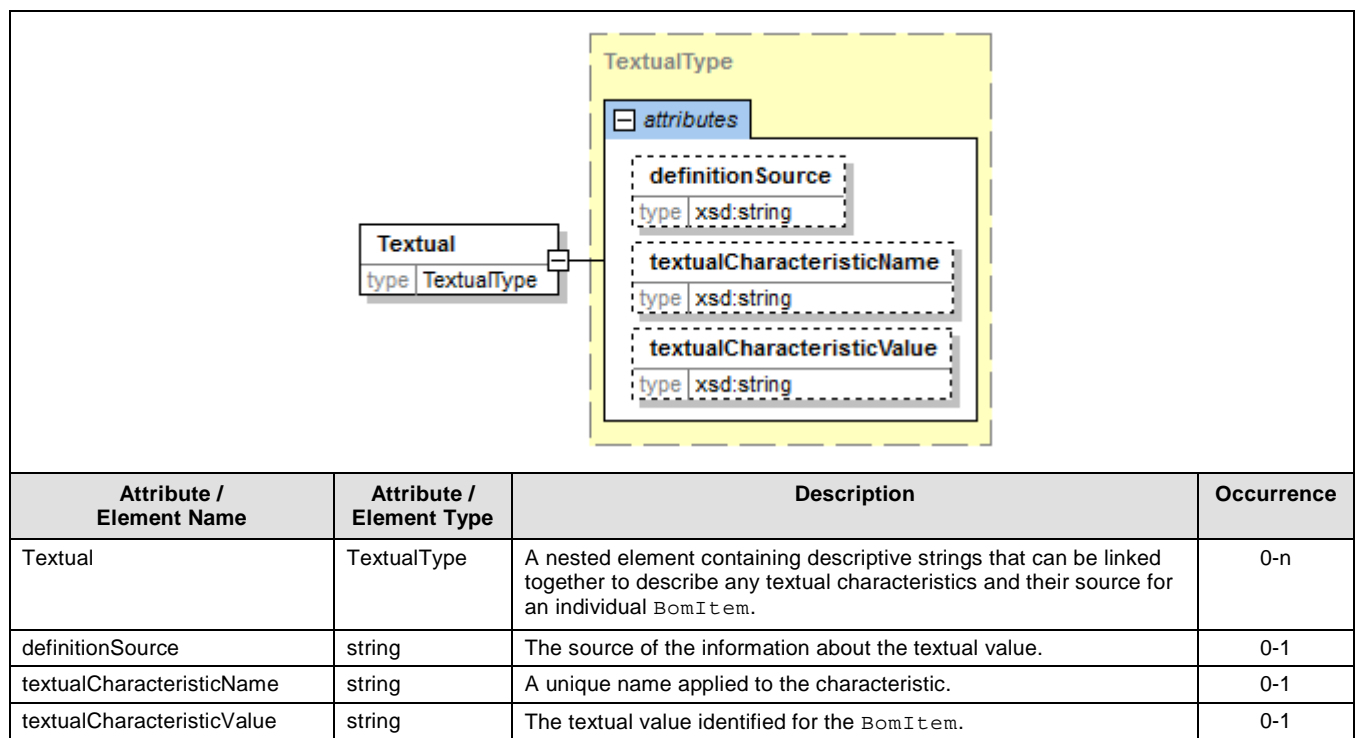 TextualType
attributes
definitionSource
type xsd:string
Textual
type TextualType
textualCharacteristicName
type xsd:string
textualCharacteristicValue
type xsd:string
Attribute / Element Name Attribute / Element Type Description Occurrence
Textual TextualType A nested element containing descriptive strings that can be linked 0-n
together to describe any textual characteristics and their source for
an individual BomItem.
definitionSource string The source of the information about the textual value. 0-1
textualCharacteristicName string A unique name applied to the characteristic. 0-1
textualCharacteristicValue string The textual value identified for the BomItem. 0-1